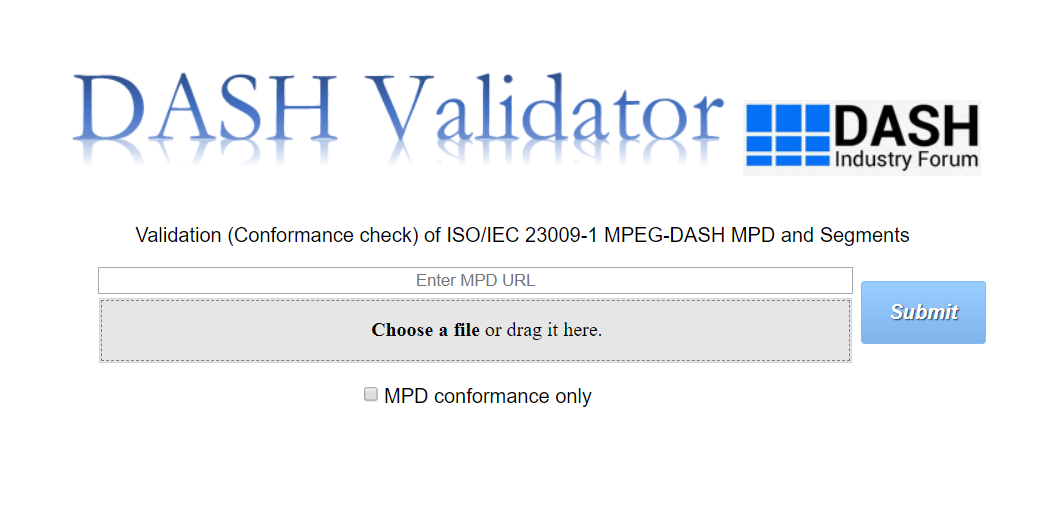 DASH Validator
DASH
Industry Forum
Validation (Conformance check) of ISO/IEC 23009-1 MPEG-DASH MPD and Segments
Enter MPD URL
Choose a file or drag it here.
Submit
MPD conformance only